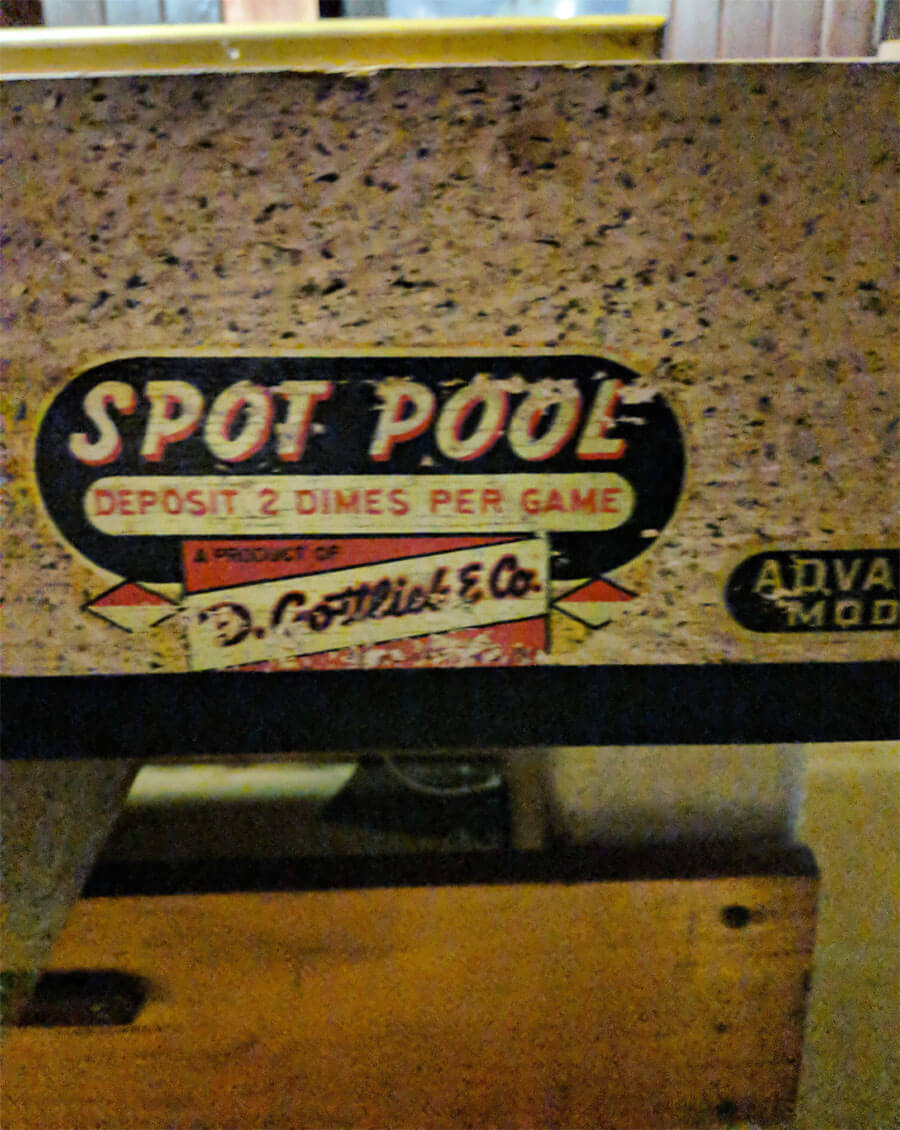 SPOT POOL
DEPOSIT 2 DIMES PER GAME
A PRODUCT OF
D. Gottlieb & Co.
ADVA
MOD